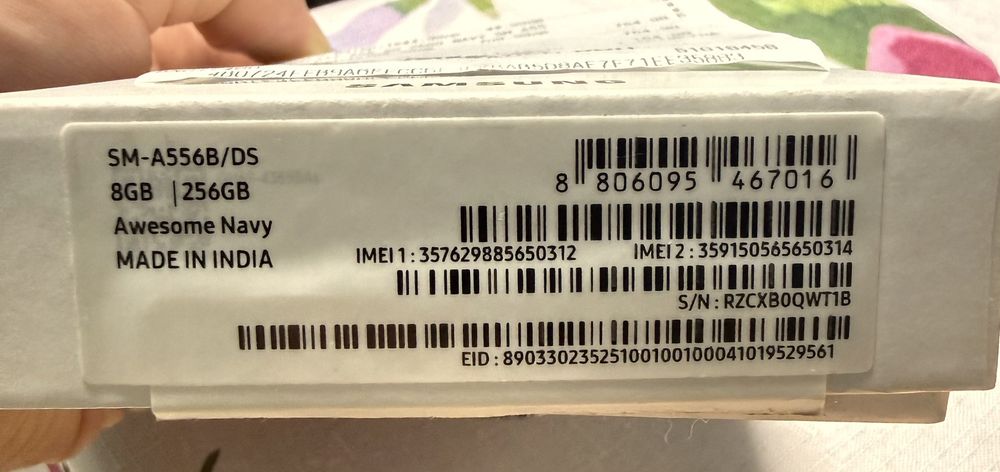 SAMSUNG
SM-A556B/DS
8GB | 256GB
Awesome Navy
MADE IN INDIA
8 806095 467016
IMEI 1 : 357629885650312 IMEI 2 : 359150565650314
S/N : RZCXB0QWT1B
EID : 89033023525100100100041019529561